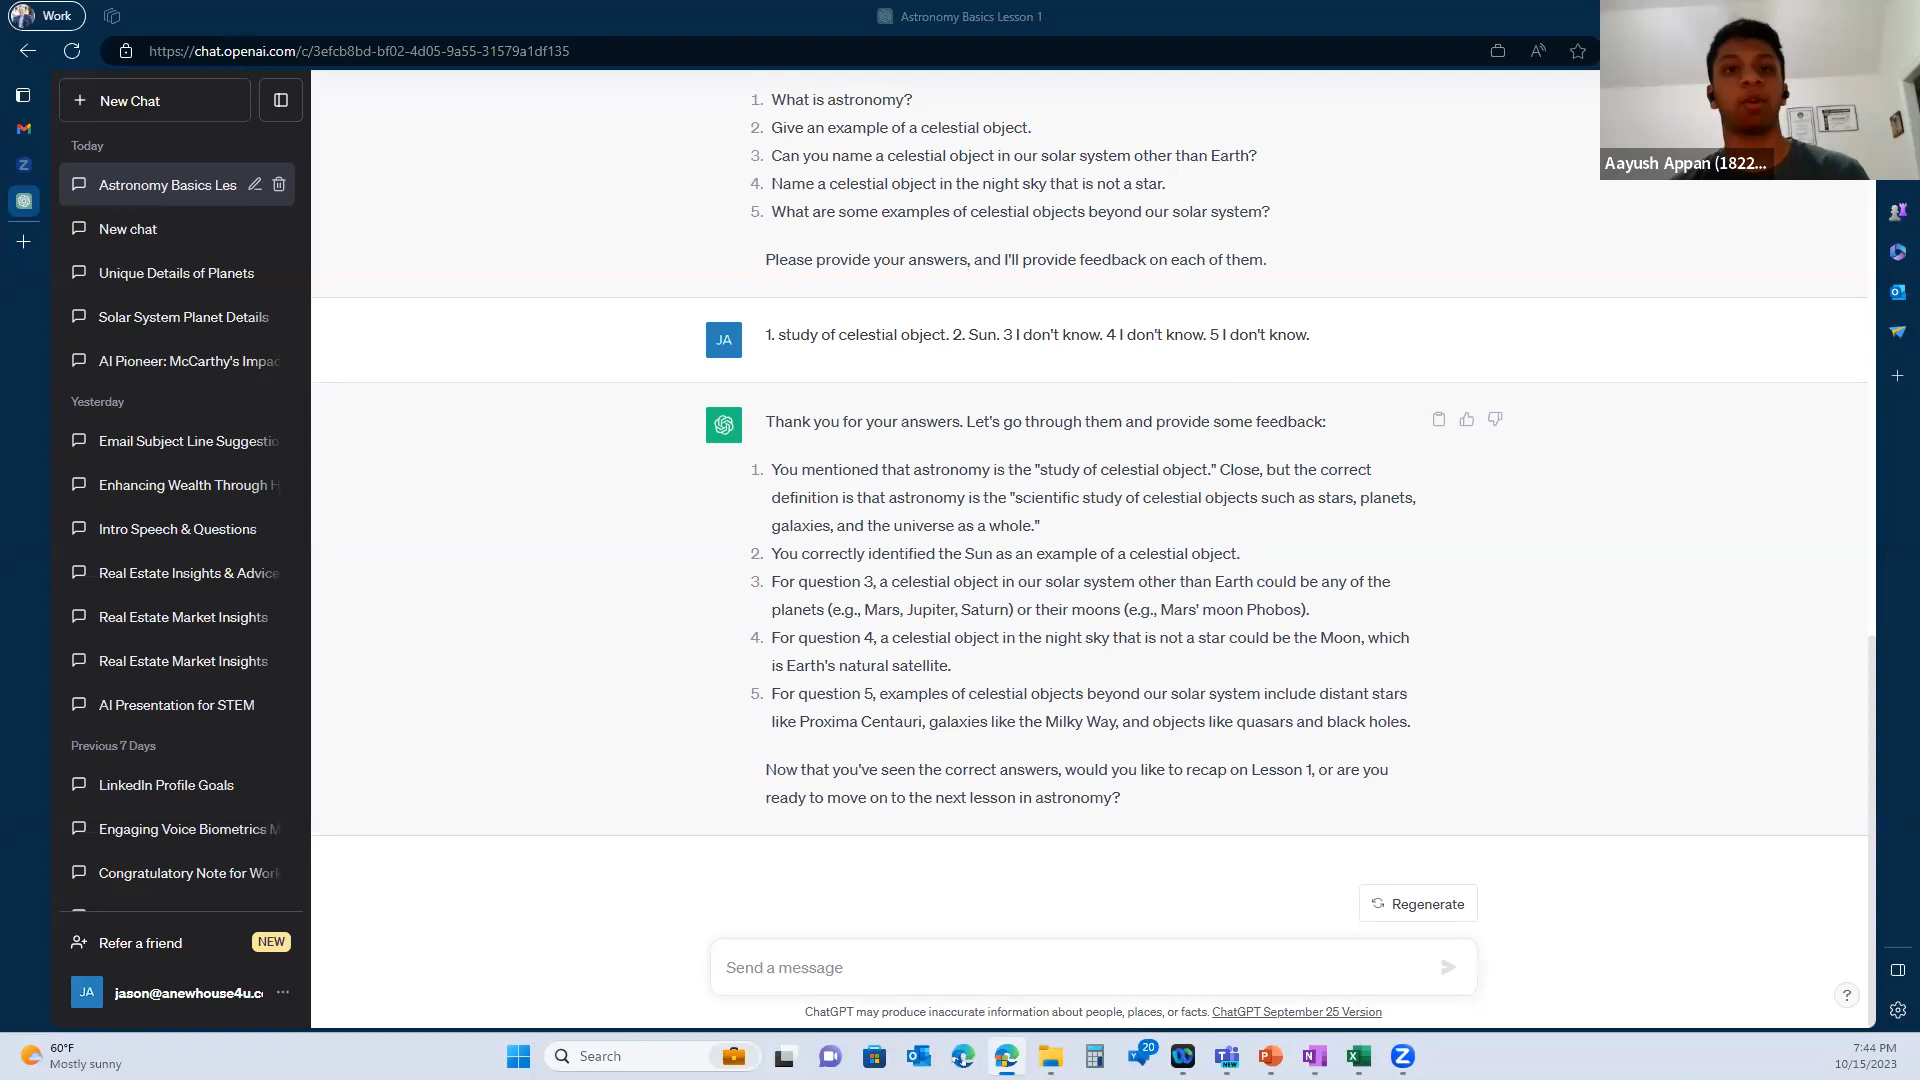 Work
Astronomy Basics Lesson 1
https://chat.openai.com/c/3efcb8bd-bf02-4d05-9a55-31579a1df135
Aayush Appan (1822...
New Chat
Today
Astronomy Basics Les
New chat
Unique Details of Planets
Solar System Planet Details
AI Pioneer: McCarthy's Impac
Yesterday
Email Subject Line Suggestio
Enhancing Wealth Through H
Intro Speech & Questions
Real Estate Insights & Advice
Real Estate Market Insights
Real Estate Market Insights
AI Presentation for STEM
Previous 7 Days
LinkedIn Profile Goals
Engaging Voice Biometrics M
Congratulatory Note for Work
Refer a friend
NEW
JA
jason@anewhouse4u.cc
1. What is astronomy?
2. Give an example of a celestial object.
3. Can you name a celestial object in our solar system other than Earth?
4. Name a celestial object in the night sky that is not a star.
5. What are some examples of celestial objects beyond our solar system?
Please provide your answers, and I'll provide feedback on each of them.
JA
1. study of celestial object. 2. Sun. 3 I don't know. 4 I don't know. 5 I don't know.
Thank you for your answers. Let's go through them and provide some feedback:
1. You mentioned that astronomy is the "study of celestial object." Close, but the correct
definition is that astronomy is the "scientific study of celestial objects such as stars, planets,
galaxies, and the universe as a whole."
2. You correctly identified the Sun as an example of a celestial object.
3. For question 3, a celestial object in our solar system other than Earth could be any of the
planets (e.g., Mars, Jupiter, Saturn) or their moons (e.g., Mars' moon Phobos).
4. For question 4, a celestial object in the night sky that is not a star could be the Moon, which
is Earth's natural satellite.
5. For question 5, examples of celestial objects beyond our solar system include distant stars
like Proxima Centauri, galaxies like the Milky Way, and objects like quasars and black holes.
Now that you've seen the correct answers, would you like to recap on Lesson 1, or are you
ready to move on to the next lesson in astronomy?
Regenerate
Send a message
ChatGPT may produce inaccurate information about people, places, or facts. ChatGPT September 25 Version
?
60°F
Mostly sunny
Search
20
NEW
7:44 PM
10/15/2023